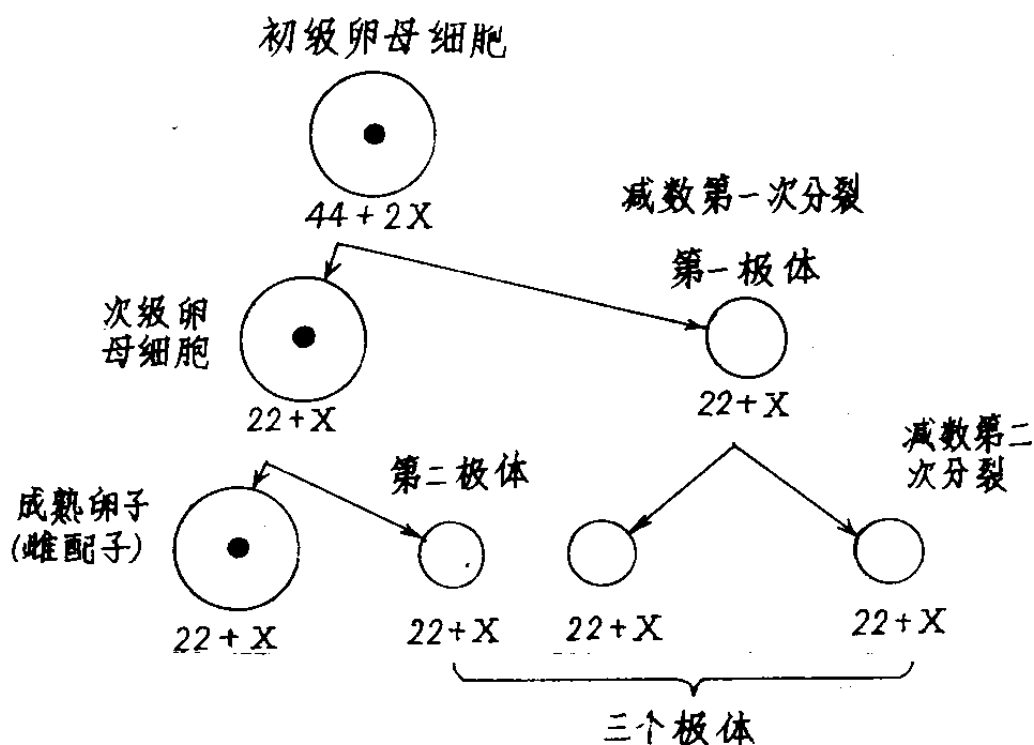 初级卵母细胞
44+2X
减数第一次分裂
第一极体
次级卵
母细胞
22+X
22+X
减数第二
次分裂
第二极体
成熟卵子
(雌配子)
22+X
22+X
22+X
22+X
三个极体